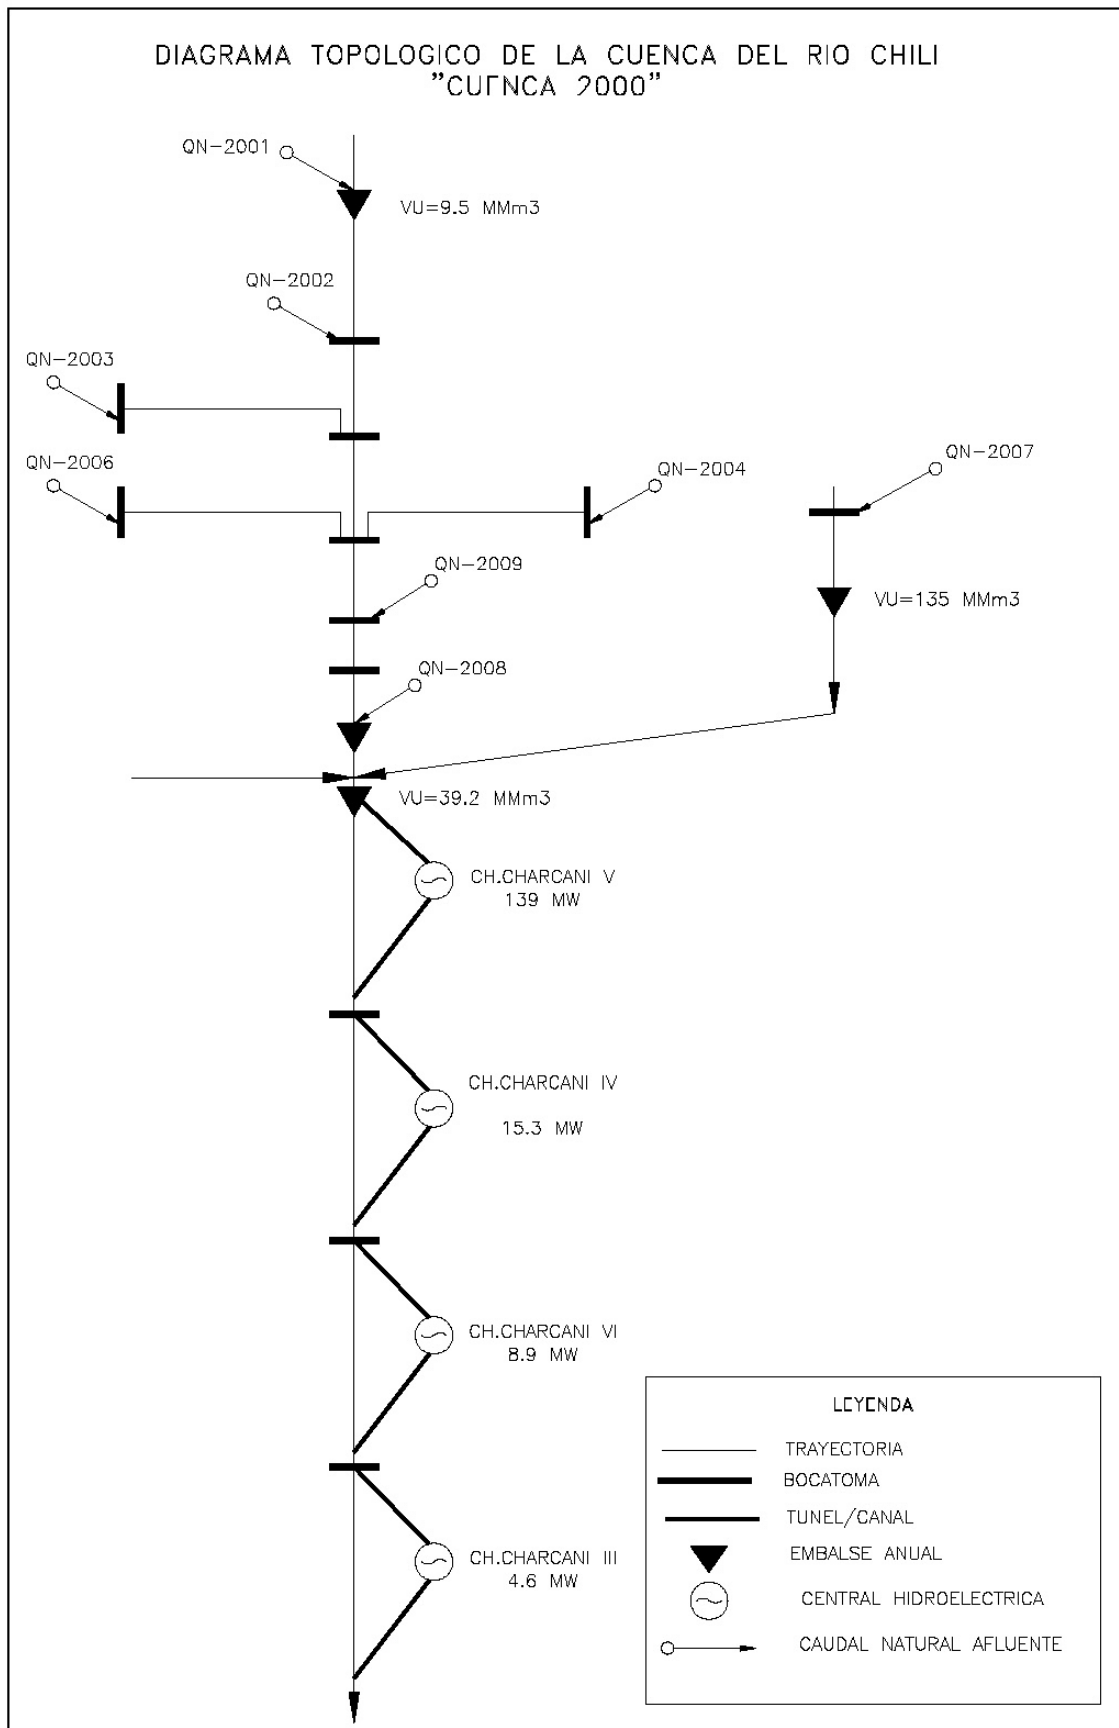 DIAGRAMA TOPOLOGICO DE LA CUENCA DEL RIO CHILI
"CUENCA 2000"
QN-2001
VU=9.5 MMm3
QN-2002
QN-2003
QN-2006
QN-2004
QN-2007
QN-2009
VU=135 MMm3
QN-2008
VU=39.2 MMm3
CH.CHARCANI V
139 MW
CH.CHARCANI IV
15.3 MW
CH.CHARCANI VI
8.9 MW
CH.CHARCANI III
4.6 MW
LEYENDA
TRAYECTORIA
BOCATOMA
TUNEL/CANAL
EMBALSE ANUAL
CENTRAL HIDROELECTRICA
CAUDAL NATURAL AFLUENTE